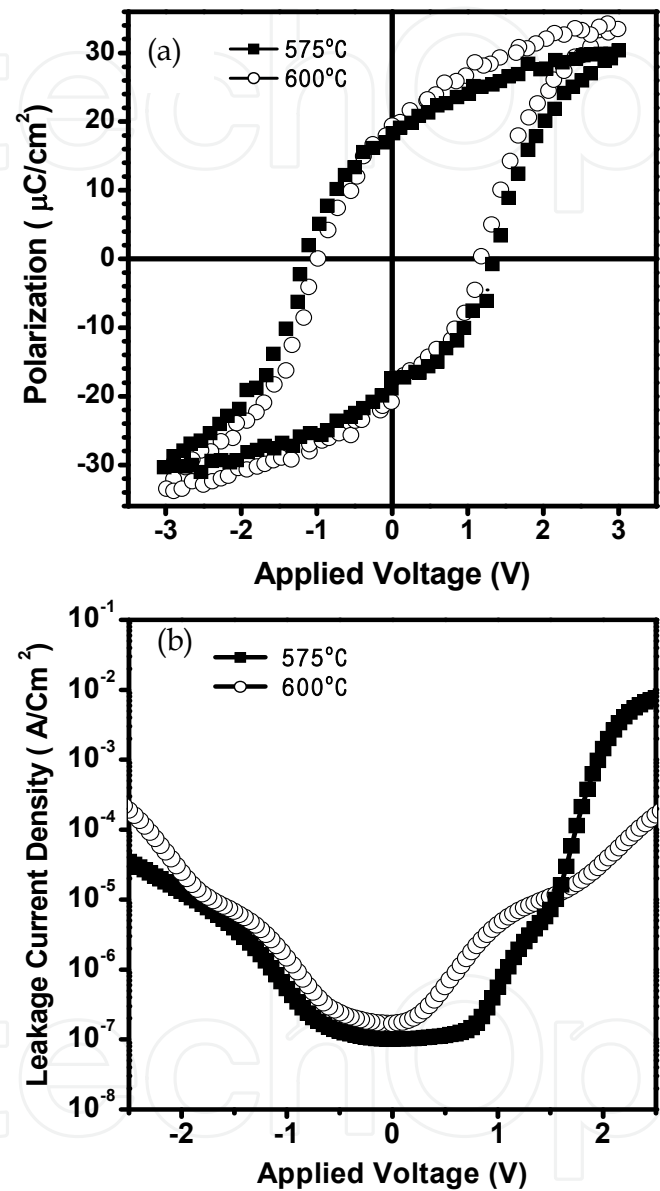 (a)
575°C
600°C
30
20
10
0
-10
-20
-30
Polarization ( μC/cm2)
-3 -2 -1 0 1 2 3
Applied Voltage (V)
(b)
575°C
600°C
10-1
10-2
10-3
10-4
10-5
10-6
10-7
10-8
Leakage Current Density ( A/Cm2)
-2 -1 0 1 2
Applied Voltage (V)